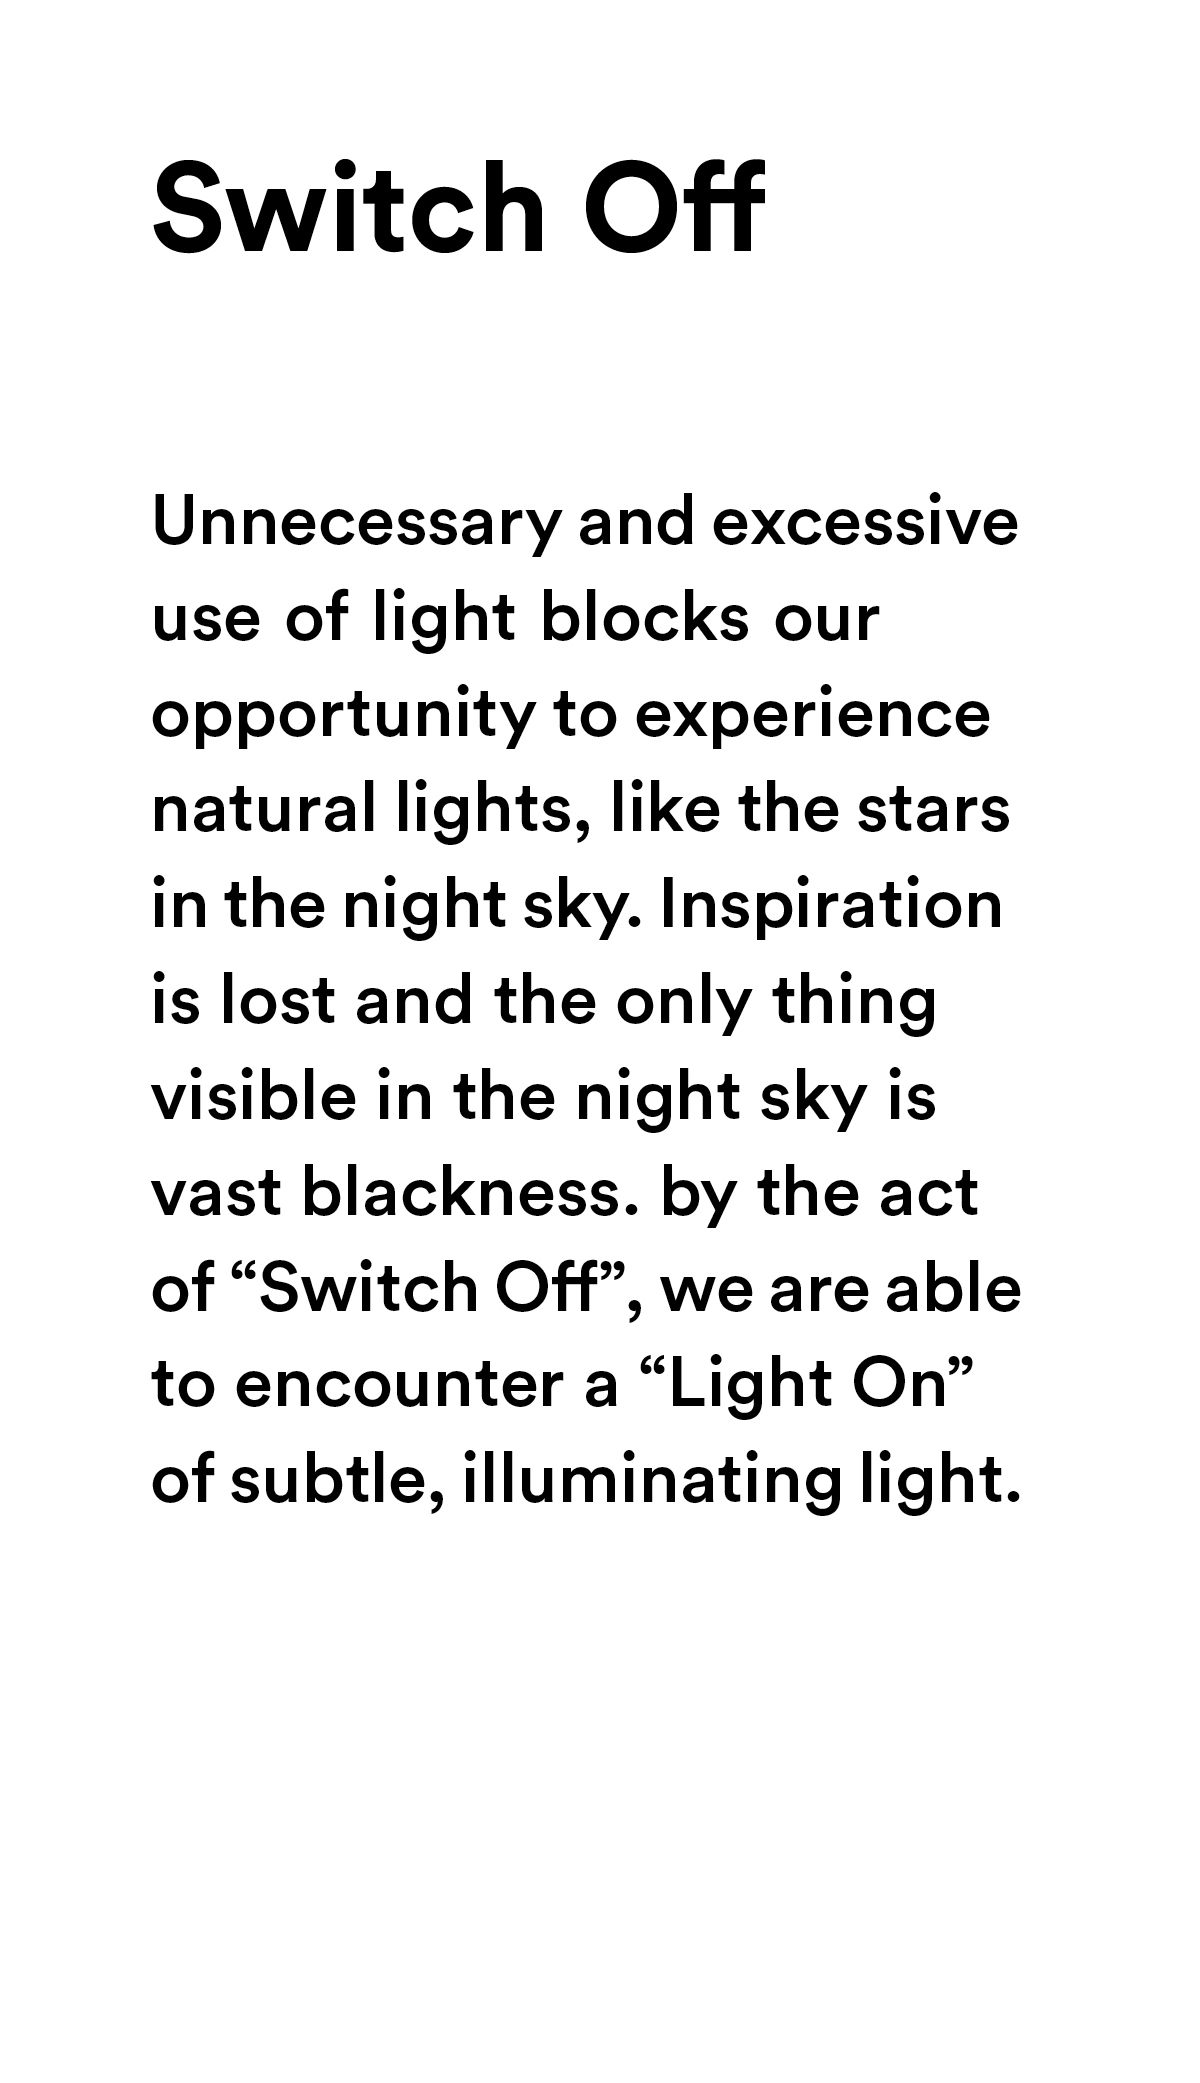 Switch Off
Unnecessary and excessive
use of light blocks our
opportunity to experience
natural lights, like the stars
in the night sky. Inspiration
is lost and the only thing
visible in the night sky is
vast blackness. by the act
of “Switch Off”, we are able
to encounter a “Light On”
of subtle, illuminating light.